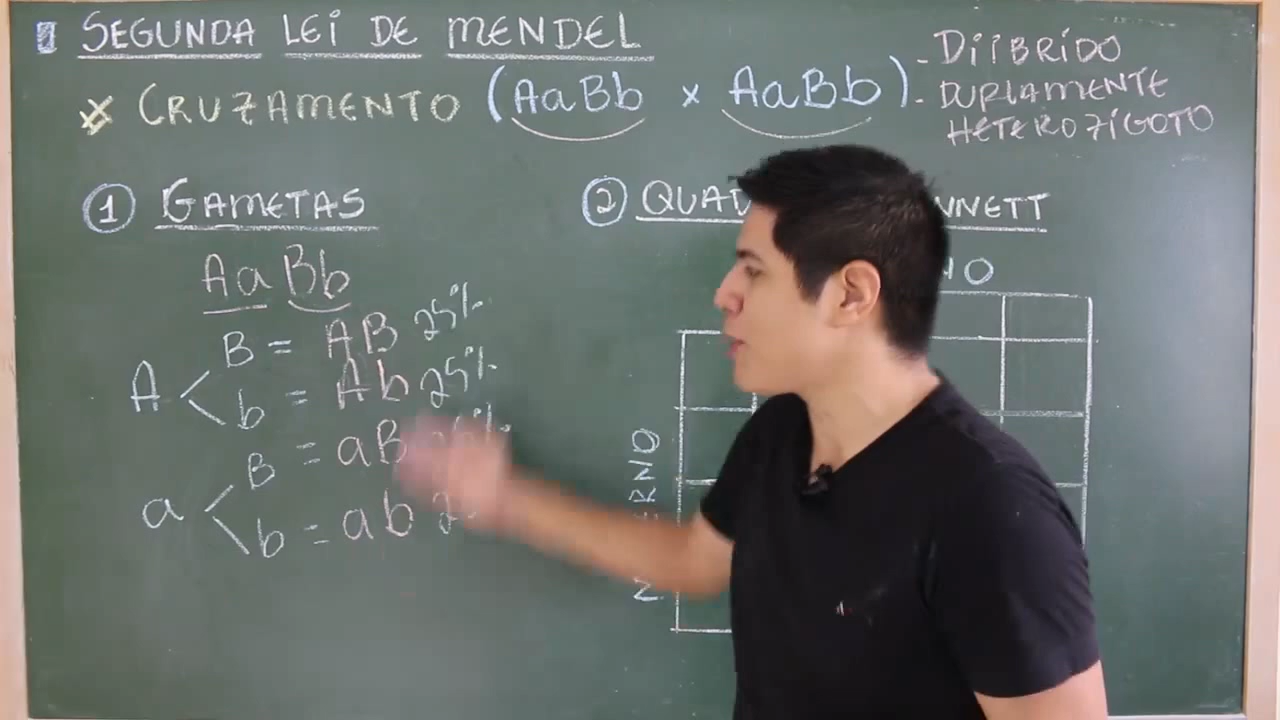 SEGUNDA LEI DE MENDEL
CRUZAMENTO (AaBb x AaBb)
- DIIBRIDO
- DUPLAMENTE
HETEROZIGOTO
1 GAMETAS
AaBb
A < B = AB 25%
b = Ab 25%
a < B = aB
b = ab
2 QUAD NNETT